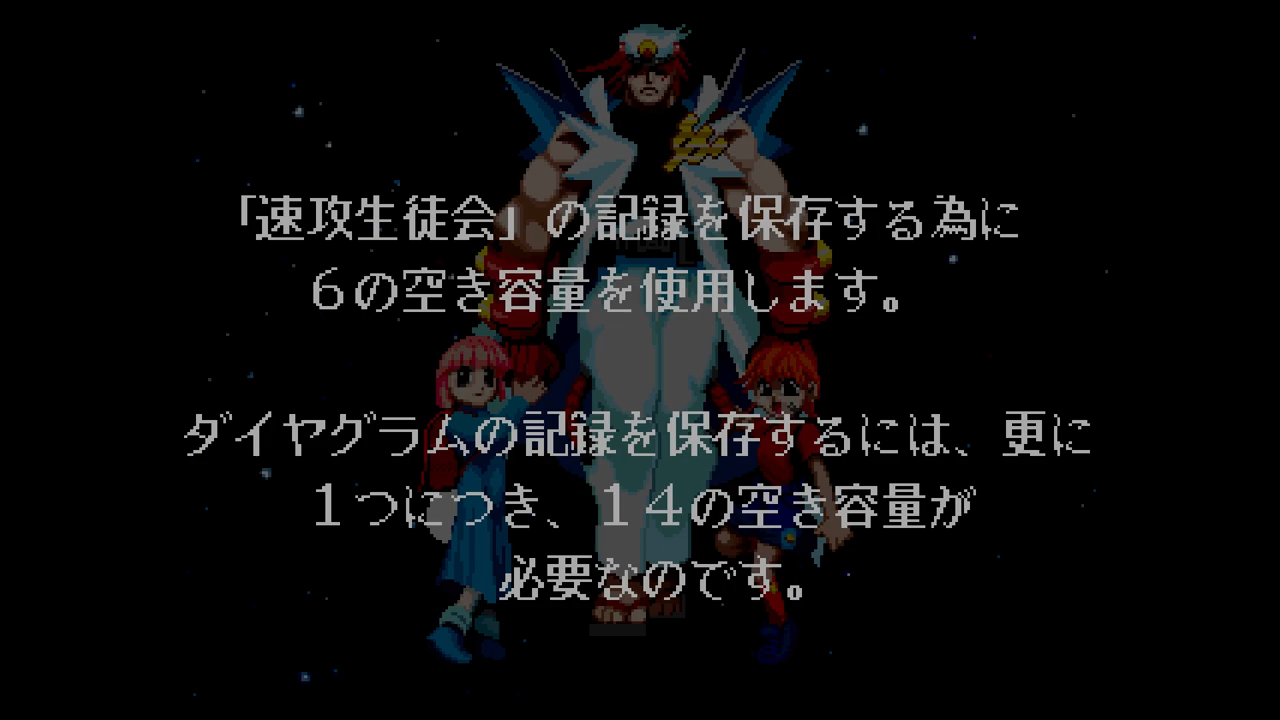 「速攻生徒会」の記録を保存する為に
６の空き容量を使用します。
ダイヤグラムの記録を保存するには、更に
１つにつき、１４の空き容量が
必要なのです。